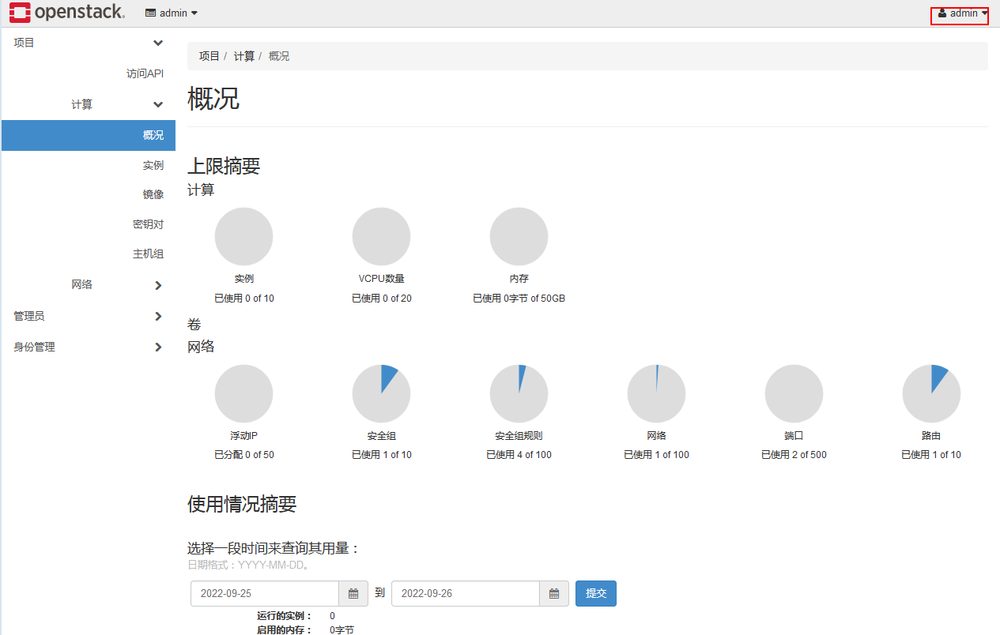 openstack. admin admin
项目
访问API
计算
概况
实例
镜像
密钥对
主机组
网络
管理员
身份管理
项目 / 计算 / 概况
概况
上限摘要
计算
实例 VCPU数量 内存
已使用 0 of 10 已使用 0 of 20 已使用 0字节 of 50GB
卷
网络
浮动IP 安全组 安全组规则 网络 端口 路由
已分配 0 of 50 已使用 1 of 10 已使用 4 of 100 已使用 1 of 100 已使用 2 of 500 已使用 1 of 10
使用情况摘要
选择一段时间来查询其用量：
日期格式：YYYY-MM-DD。
2022-09-25 到 2022-09-26 提交
运行的实例： 0
启用的内存： 0字节